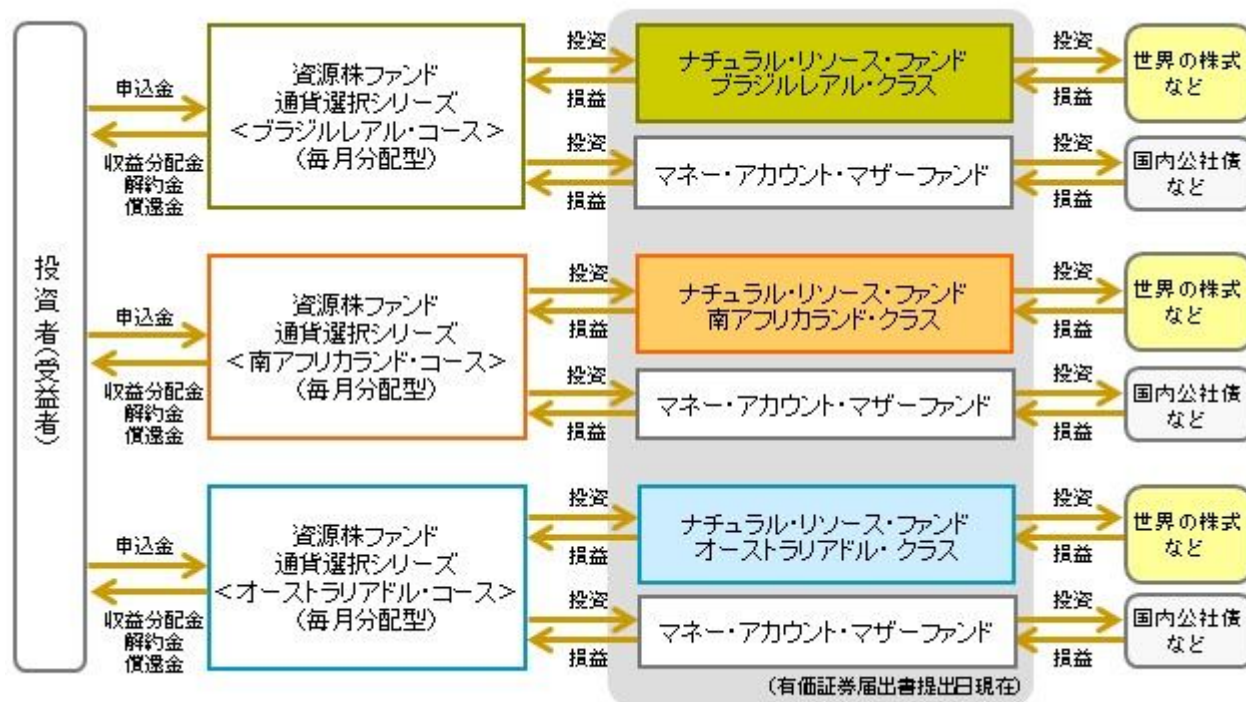 投資者(受益者)
申込金
収益分配金
解約金
償還金
資源株ファンド
通貨選択シリーズ
＜ブラジルレアル・コース＞
(毎月分配型)
投資
損益
投資
損益
ナチュラル・リソース・ファンド
ブラジルレアル・クラス
マネー・アカウント・マザーファンド
投資
損益
投資
損益
世界の株式
など
国内公社債
など
申込金
収益分配金
解約金
償還金
資源株ファンド
通貨選択シリーズ
＜南アフリカランド・コース＞
(毎月分配型)
投資
損益
投資
損益
ナチュラル・リソース・ファンド
南アフリカランド・クラス
マネー・アカウント・マザーファンド
投資
損益
投資
損益
世界の株式
など
国内公社債
など
申込金
収益分配金
解約金
償還金
資源株ファンド
通貨選択シリーズ
＜オーストラリアドル・コース＞
(毎月分配型)
投資
損益
投資
損益
ナチュラル・リソース・ファンド
オーストラリアドル・クラス
マネー・アカウント・マザーファンド
投資
損益
投資
損益
世界の株式
など
国内公社債
など
(有価証券届出書提出日現在)